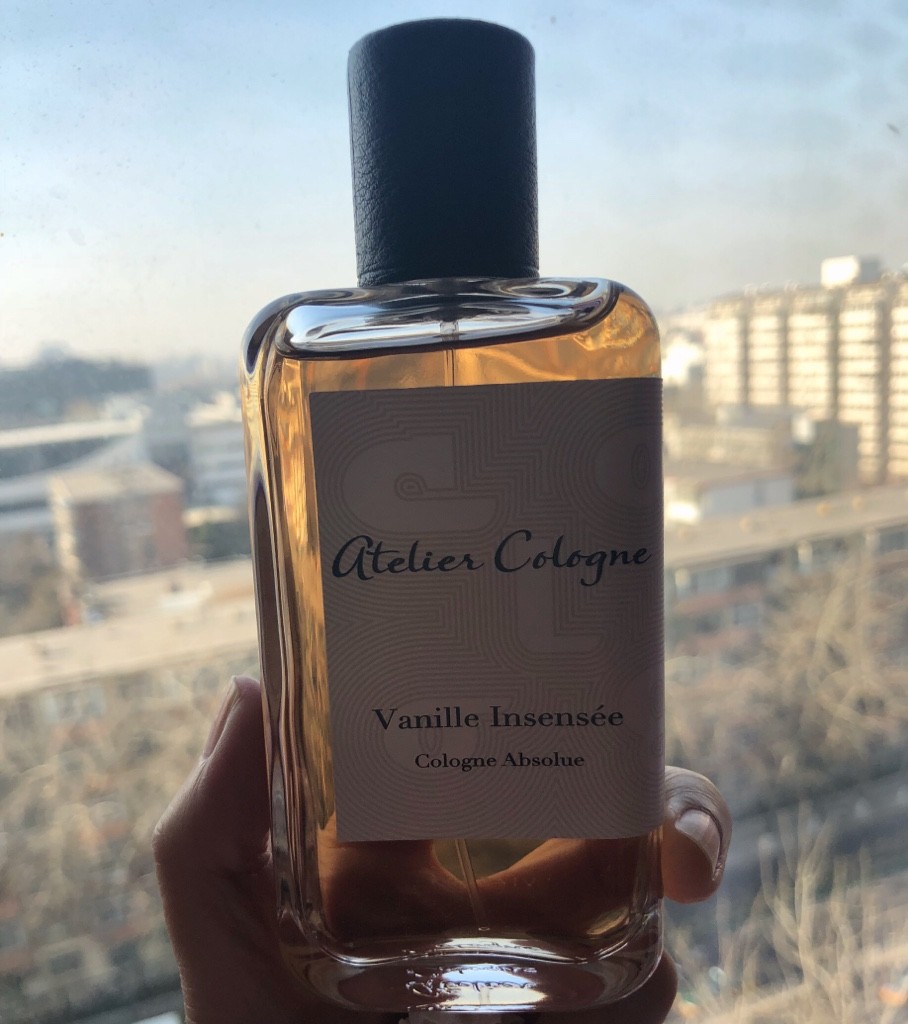 Atelier Cologne
Vanille Insensée
Cologne Absolue